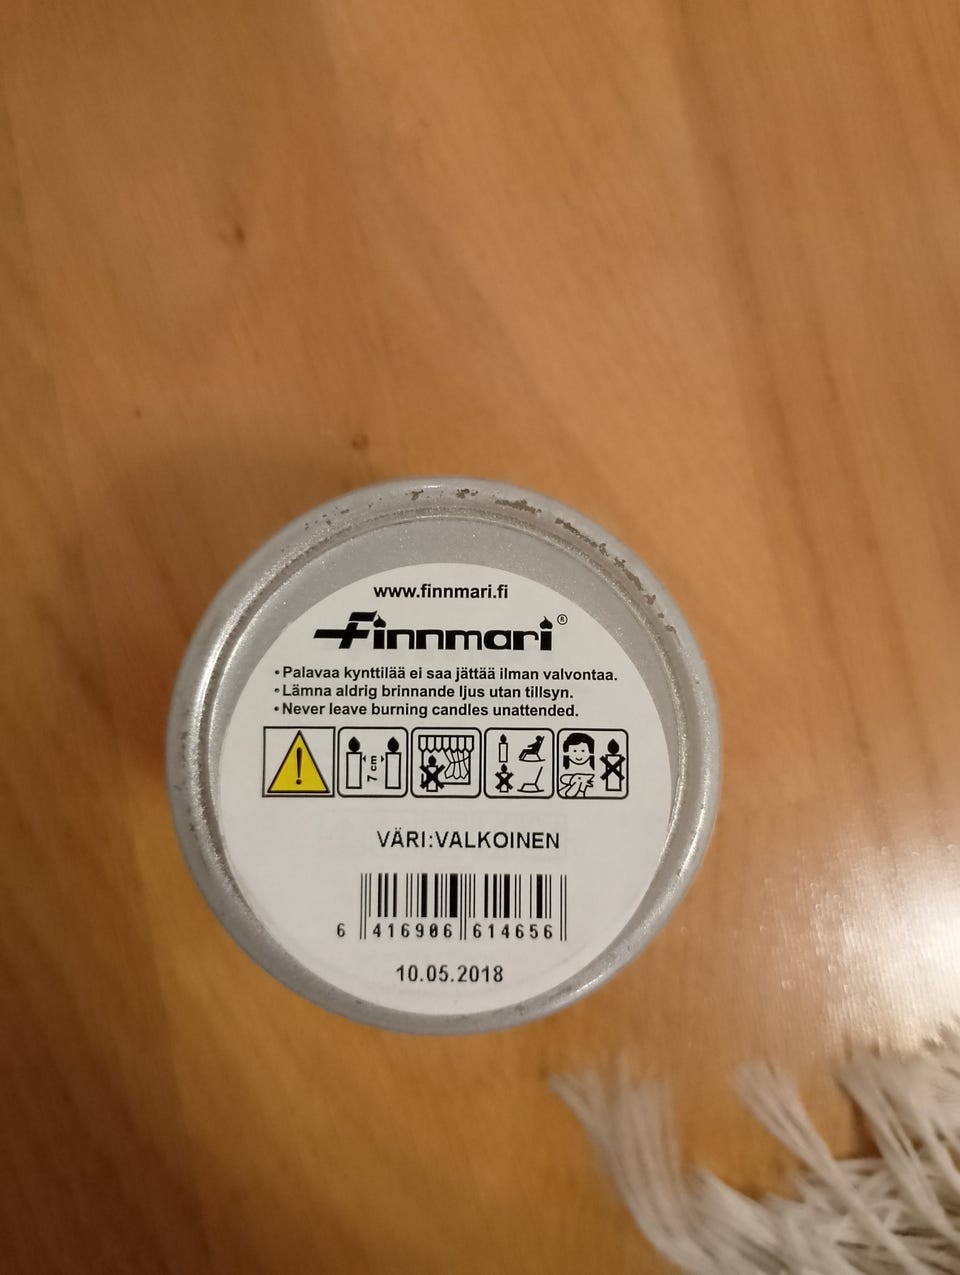 www.finnmari.fi
Finnmari®
• Palavaa kynttilää ei saa jättää ilman valvontaa.
• Lämna aldrig brinnande ljus utan tillsyn.
• Never leave burning candles unattended.
7 cm
VÄRI:VALKOINEN
6 416906 614656
10.05.2018